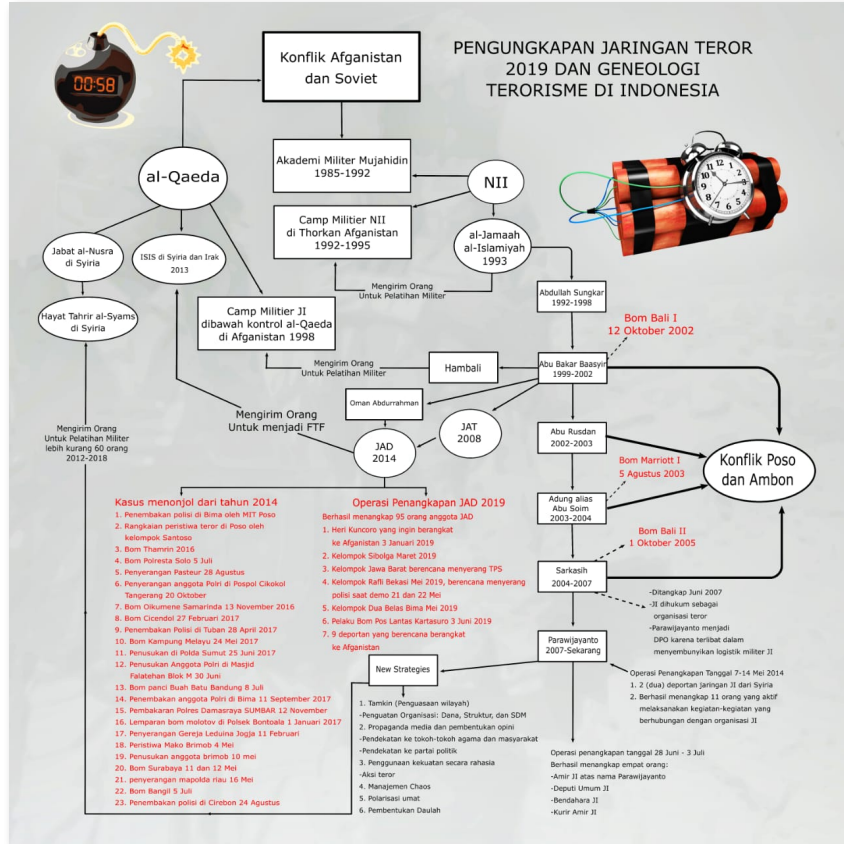 00:58
Konflik Afganistan
dan Soviet
PENGUNGKAPAN JARINGAN TEROR
2019 DAN GENEOLOGI
TERORISME DI INDONESIA
al-Qaeda
Akademi Militer Mujahidin
1985-1992
NII
Camp Militier NII
di Thorkan Afganistan
1992-1995
al-Jamaah
al-Islamiyah
1993
Jabat al-Nusra
di Syiria
ISIS di Syiria dan Irak
2013
Mengirim Orang
Untuk Pelatihan Militer
Abdullah Sungkar
1992-1998
Hayat Tahrir al-Syams
di Syiria
Camp Militier JI
dibawah kontrol al-Qaeda
di Afganistan 1998
Bom Bali I
12 Oktober 2002
Mengirim Orang
Untuk Pelatihan Militer
Hambali
Abu Bakar Baasyir
1999-2002
Oman Abdurrahman
Mengirim Orang
Untuk menjadi FTF
JAT
2008
JAD
2014
Abu Rusdan
2002-2003
Mengirim Orang
Untuk Pelatihan Militer
lebih kurang 60 orang
2012-2018
Bom Marriott I
5 Agustus 2003
Konflik Poso
dan Ambon
Adung alias
Abu Soim
2003-2004
Bom Bali II
1 Oktober 2005
Sarkasih
2004-2007
-Ditangkap Juni 2007
-JI dihukum sebagai
organisasi teror
-Parawijayanto menjadi
DPO karena terlibat dalam
menyembunyikan logistik militer JI
Parawijayanto
2007-Sekarang
Kasus menonjol dari tahun 2014
1. Penembakan polisi di Bima oleh MIT Poso
2. Rangkaian peristiwa teror di Poso oleh
kelompok Santoso
3. Bom Thamrin 2016
4. Bom Polresta Solo 5 Juli
5. Penyerangan Pasteur 28 Agustus
6. Penyerangan anggota Polri di Pospol Cikokol
Tangerang 20 Oktober
7. Bom Oikumene Samarinda 13 November 2016
8. Bom Cicendol 27 Februari 2017
9. Penembakan Polisi di Tuban 28 April 2017
10. Bom Kampung Melayu 24 Mei 2017
11. Penusukan di Polda Sumut 25 Juni 2017
12. Penusukan Anggota Polri di Masjid
Falatehan Blok M 30 Juni
13. Bom panci Buah Batu Bandung 8 Juli
14. Penembakan anggota Polri di Bima 11 September 2017
15. Pembakaran Polres Damasraya SUMBAR 12 November
16. Lemparan bom molotov di Polsek Bontoala 1 Januari 2017
17. Penyerangan Gereja Leduina Jogja 11 Februari
18. Peristiwa Mako Brimob 4 Mei
19. Penusukan anggota brimob 10 mei
20. Bom Surabaya 11 dan 12 Mei
21. penyerangan mapolda riau 16 Mei
22. Bom Bangil 5 Juli
23. Penembakan polisi di Cirebon 24 Agustus
Operasi Penangkapan JAD 2019
Berhasil menangkap 95 orang anggota JAD
1. Heri Kuncoro yang ingin berangkat
ke Afganistan 3 Januari 2019
2. Kelompok Sibolga Maret 2019
3. Kelompok Jawa Barat berencana menyerang TPS
4. Kelompok Rafli Bekasi Mei 2019, berencana menyerang
polisi saat demo 21 dan 22 Mei
5. Kelompok Dua Belas Bima Mei 2019
6. Pelaku Bom Pos Lantas Kartasuro 3 Juni 2019
7. 9 deportan yang berencana berangkat
ke Afganistan
New Strategies
1. Tamkin (Penguasaan wilayah)
-Penguatan Organisasi: Dana, Struktur, dan SDM
2. Propaganda media dan pembentukan opini
-Pendekatan ke tokoh-tokoh agama dan masyarakat
-Pendekatan ke partai politik
3. Penggunaan kekuatan secara rahasia
-Aksi teror
4. Manajemen Chaos
5. Polarisasi umat
6. Pembentukan Daulah
Operasi Penangkapan Tanggal 7-14 Mei 2014
1. 2 (dua) deportan jaringan JI dari Syiria
2. Berhasil menangkap 11 orang yang aktif
melaksanakan kegiatan-kegiatan yang
berhubungan dengan organisasi JI
Operasi penangkapan tanggal 28 Juni - 3 Juli
Berhasil menangkap empat orang:
-Amir JI atas nama Parawijayanto
-Deputi Umum JI
-Bendahara JI
-Kurir Amir JI